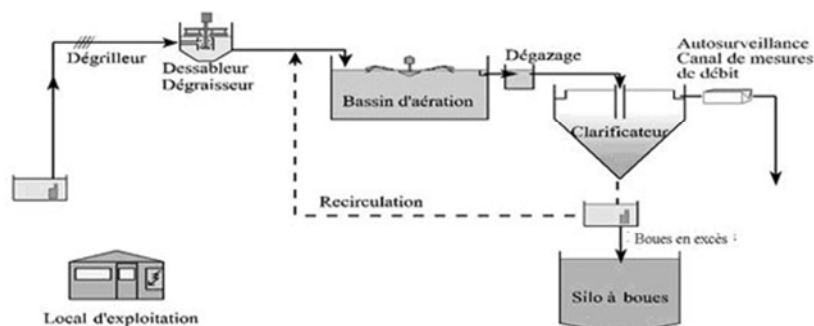 Dégrilleur
Dessableur
Dégraisseur
Bassin d'aération
Dégazage
Autosurveillance
Canal de mesures
de débit
Clarificateur
Recirculation
Boues en excès :
Silo à boues
Local d'exploitation